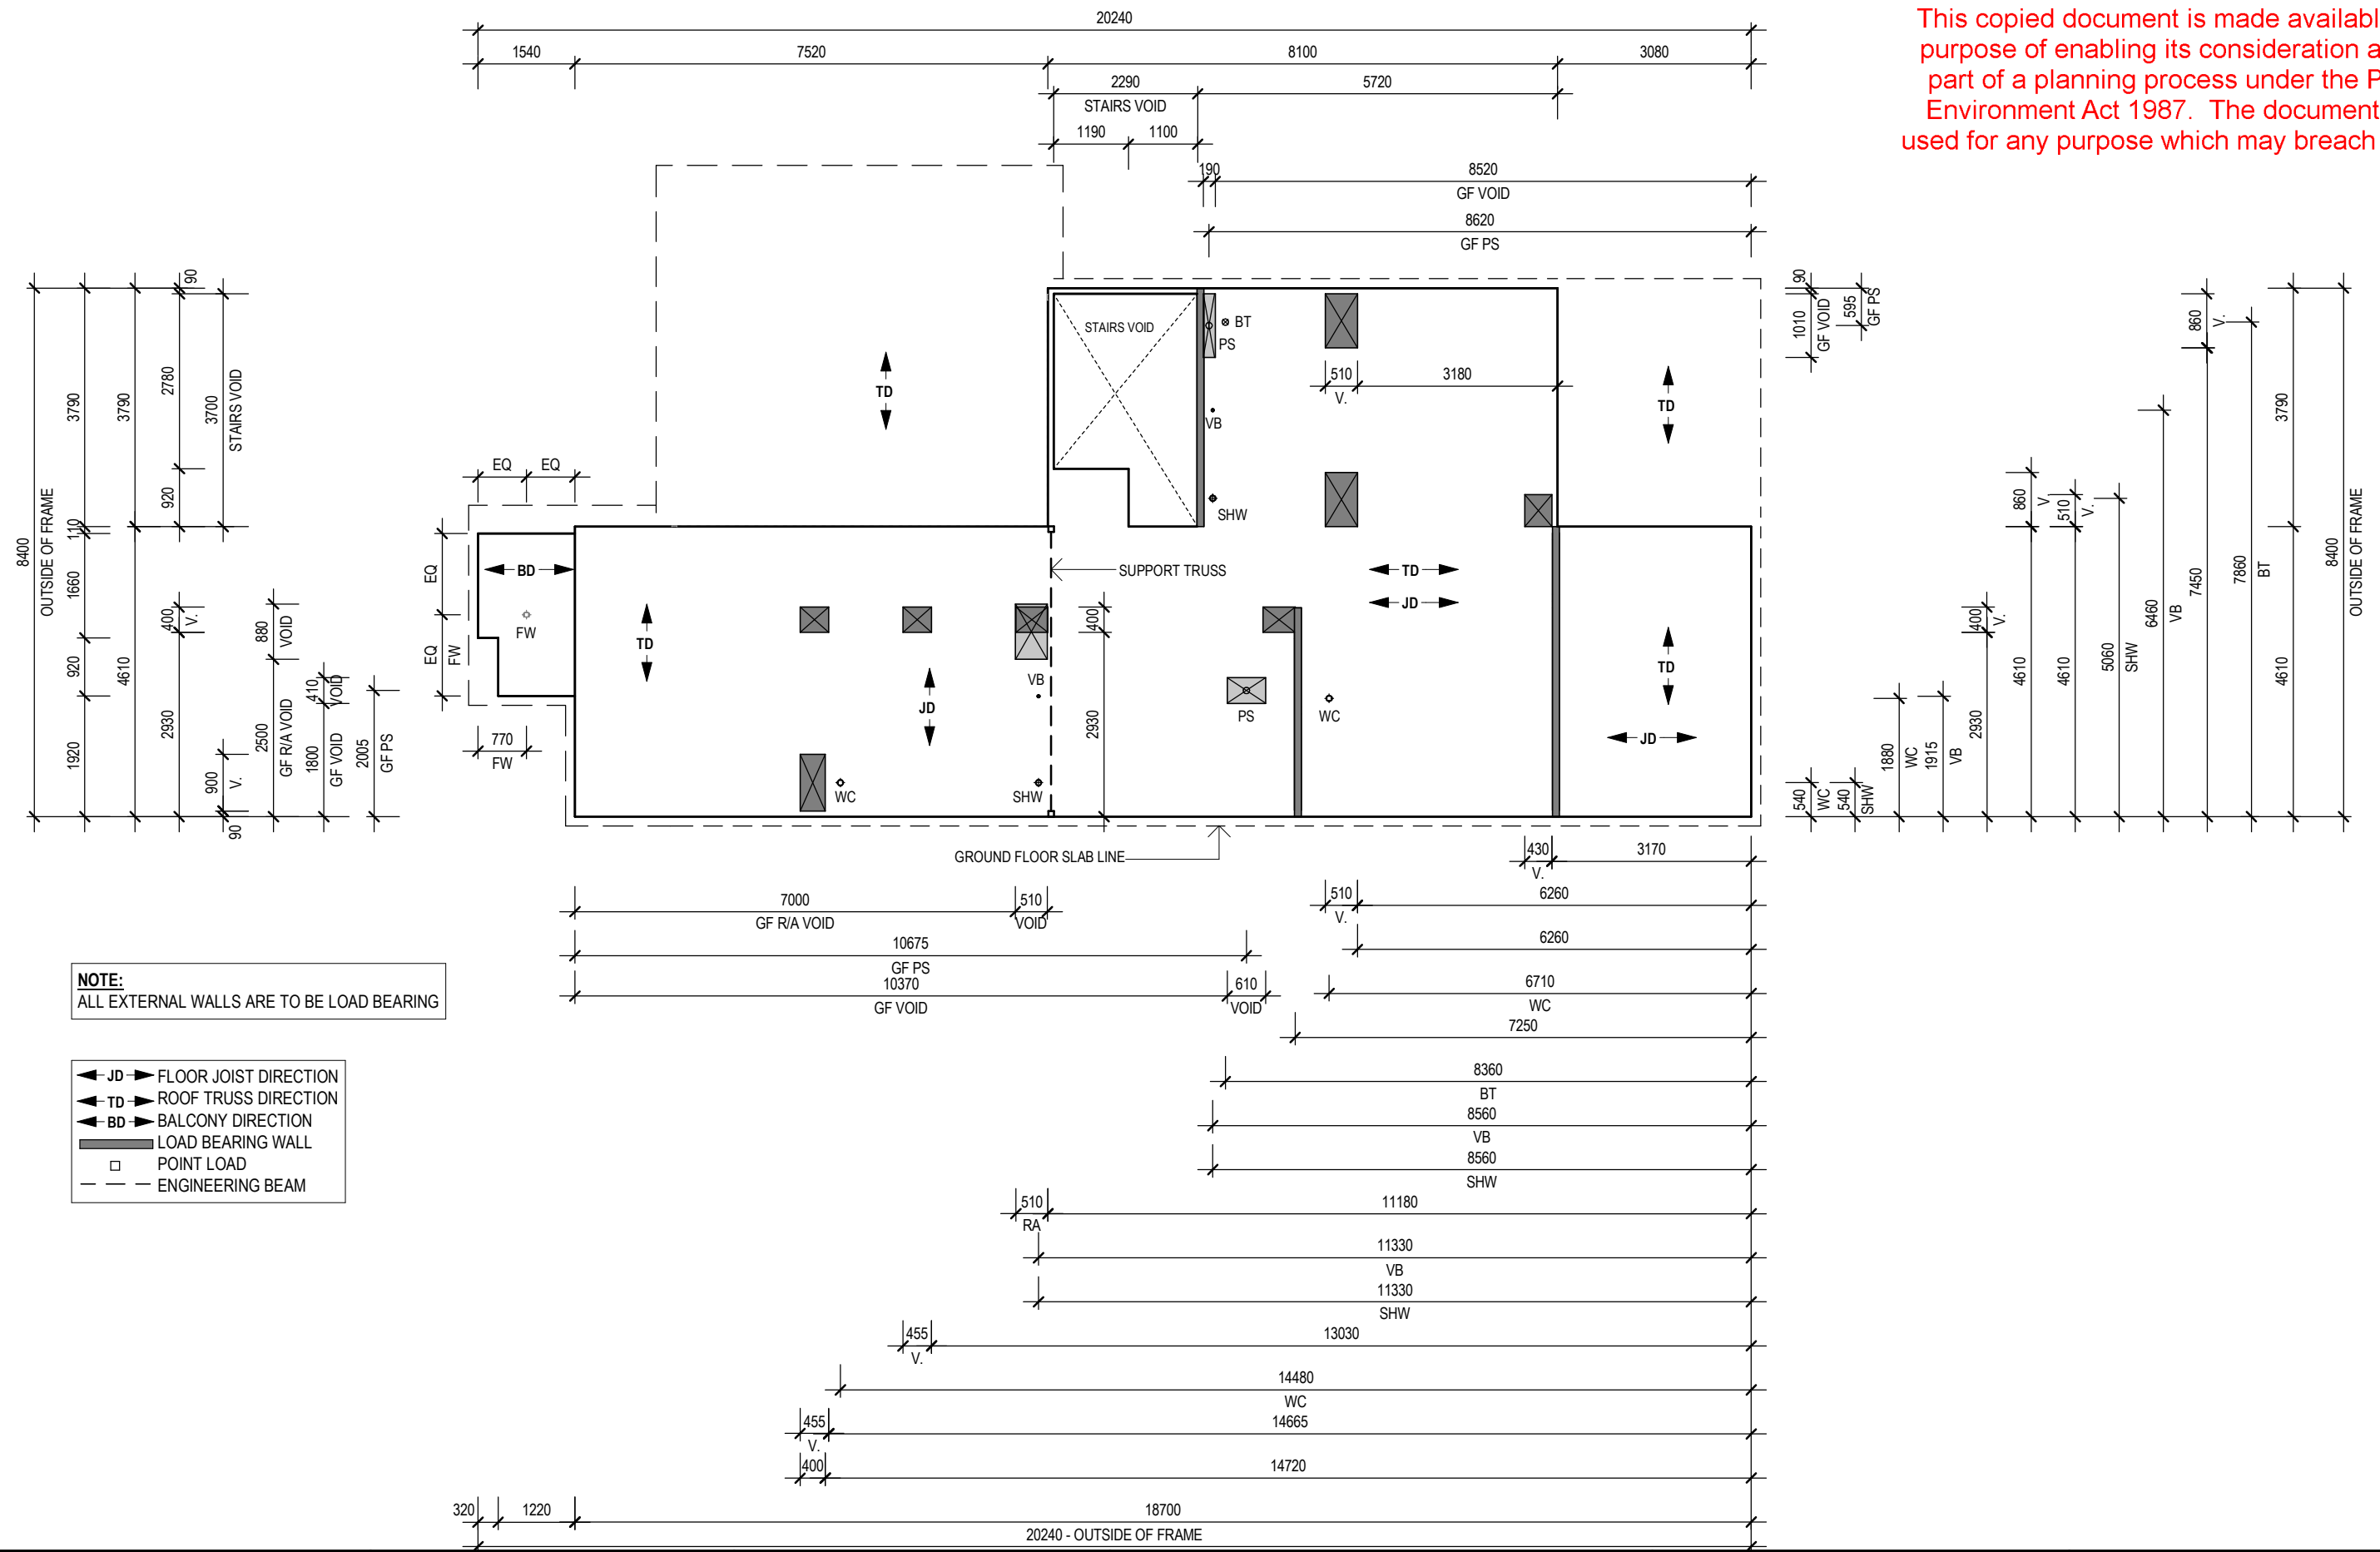 This copied document is made availabl
purpose of enabling its consideration a
part of a planning process under the P
Environment Act 1987.  The document
used for any purpose which may breach
20240
1540
7520
8100
3080
2290
5720
STAIRS VOID
1190
1100
190
8520
GF VOID
8620
GF PS
8400
OUTSIDE OF FRAME
3790
110
1660
920
1920
3790
4610
90
2780
920
400
V.
2930
3700
STAIRS VOID
900
V.
90
880
VOID
2500
GF R/A VOID
410
VOID
1800
GF VOID
2005
GF PS
EQ
EQ
EQ
EQ
FW
770
FW
STAIRS VOID
BT
PS
VB
SHW
510
V.
3180
TD
TD
BD
FW
SUPPORT TRUSS
TD
JD
TD
JD
TD
JD
400
2930
VB
PS
WC
WC
SHW
GROUND FLOOR SLAB LINE
90
1010
GF VOID
595
GF PS
540
WC
540
SHW
1880
WC
1915
VB
400
V.
2930
860
V.
4610
510
V.
4610
5060
SHW
6460
VB
860
V.
7450
7860
BT
3790
4610
8400
OUTSIDE OF FRAME
430
3170
V.
7000
510
GF R/A VOID
VOID
510
6260
V.
10675
GF PS
6260
10370
610
GF VOID
VOID
6710
WC
7250
8360
BT
8560
VB
8560
SHW
510
11180
RA
11330
VB
11330
SHW
455
13030
V.
14480
WC
455
14665
V.
400
14720
320
1220
18700
20240 - OUTSIDE OF FRAME
NOTE:
ALL EXTERNAL WALLS ARE TO BE LOAD BEARING
JD FLOOR JOIST DIRECTION
TD ROOF TRUSS DIRECTION
BD BALCONY DIRECTION
LOAD BEARING WALL
POINT LOAD
ENGINEERING BEAM